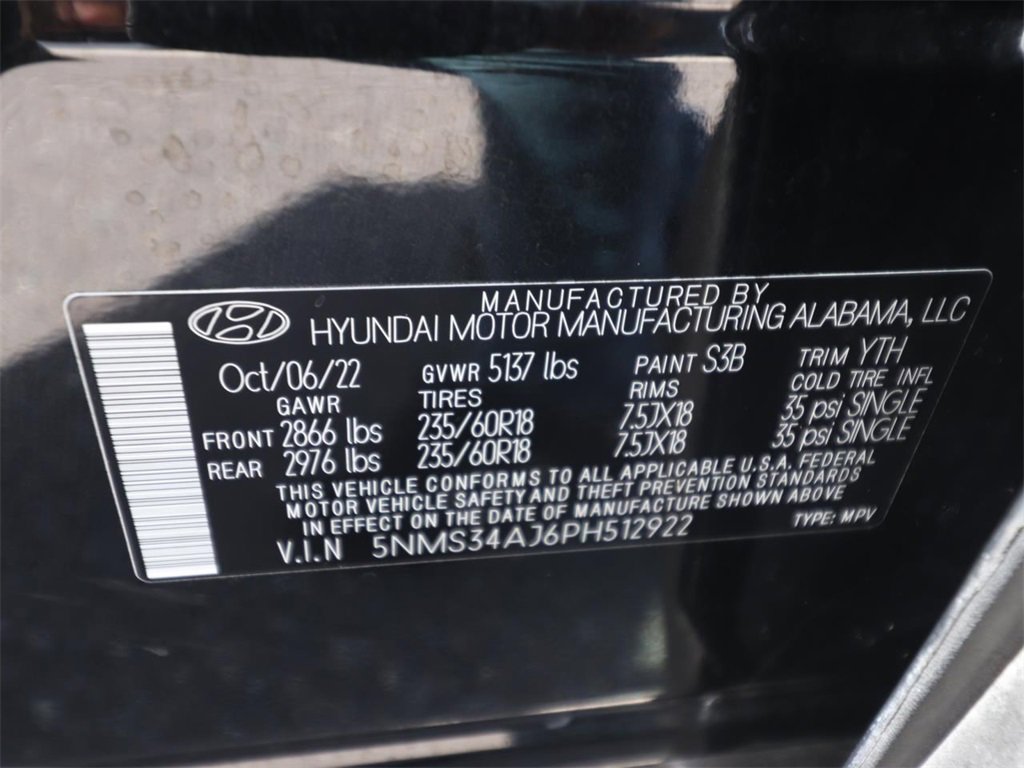 MANUFACTURED BY
HYUNDAI MOTOR MANUFACTURING ALABAMA, LLC
Oct/06/22 GVWR 5137 lbs PAINT S3B TRIM YTH
GAWR TIRES RIMS COLD TIRE INFL
FRONT 2866 lbs 235/60R18 7.5JX18 35 psi SINGLE
REAR 2976 lbs 235/60R18 7.5JX18 35 psi SINGLE
THIS VEHICLE CONFORMS TO ALL APPLICABLE U.S.A. FEDERAL
MOTOR VEHICLE SAFETY AND THEFT PREVENTION STANDARDS
IN EFFECT ON THE DATE OF MANUFACTURE SHOWN ABOVE
V.I.N 5NMS34AJ6PH512922 TYPE: MPV